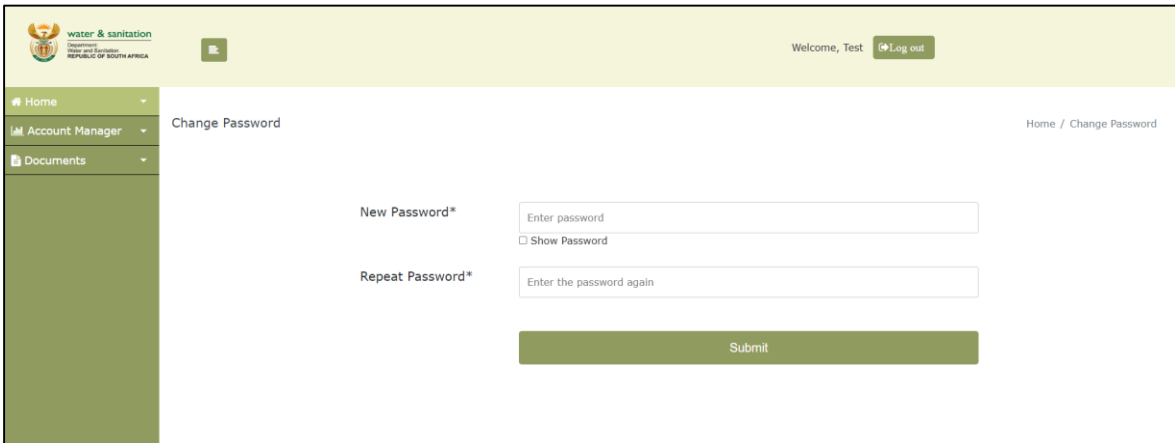 water & sanitation
Department:
Water and Sanitation
REPUBLIC OF SOUTH AFRICA
Welcome, Test
Log out
Home
Account Manager
Documents
Change Password
Home / Change Password
New Password*
Enter password
Show Password
Repeat Password*
Enter the password again
Submit